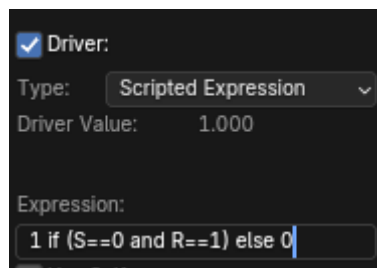 Driver:
Type: Scripted Expression
Driver Value: 1.000
Expression:
1 if (S==0 and R==1) else 0